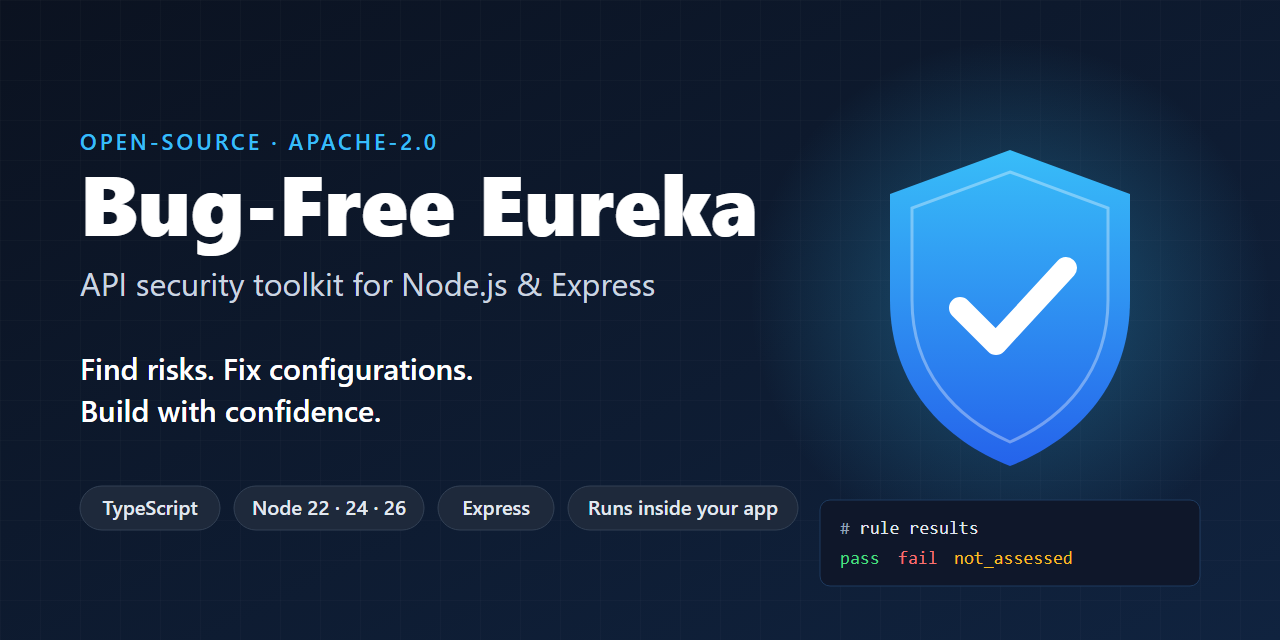 OPEN-SOURCE · APACHE-2.0
Bug-Free Eureka
API security toolkit for Node.js & Express
Find risks. Fix configurations.
Build with confidence.
TypeScript
Node 22 · 24 · 26
Express
Runs inside your app
# rule results
pass fail not_assessed